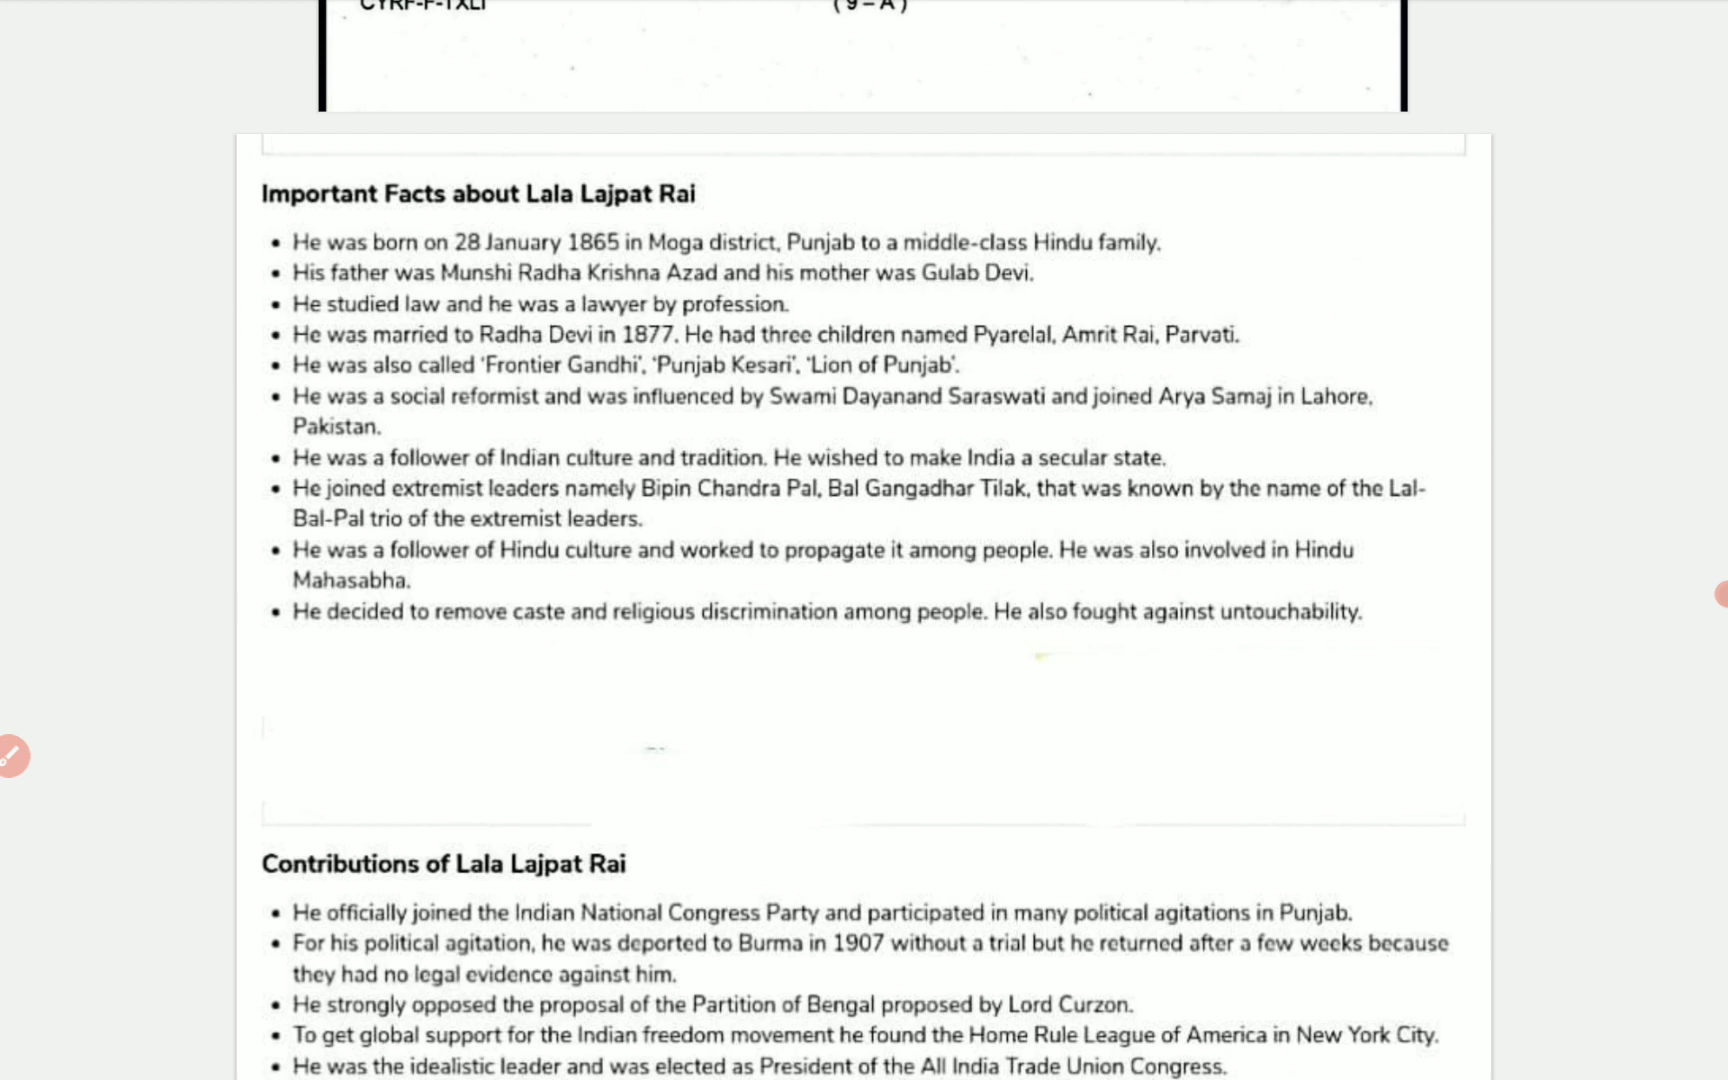 ( 9 – A )
Important Facts about Lala Lajpat Rai
• He was born on 28 January 1865 in Moga district, Punjab to a middle-class Hindu family.
• His father was Munshi Radha Krishna Azad and his mother was Gulab Devi.
• He studied law and he was a lawyer by profession.
• He was married to Radha Devi in 1877. He had three children named Pyarelal, Amrit Rai, Parvati.
• He was also called 'Frontier Gandhi', 'Punjab Kesari', 'Lion of Punjab'.
• He was a social reformist and was influenced by Swami Dayanand Saraswati and joined Arya Samaj in Lahore,
Pakistan.
• He was a follower of Indian culture and tradition. He wished to make India a secular state.
• He joined extremist leaders namely Bipin Chandra Pal, Bal Gangadhar Tilak, that was known by the name of the Lal-
Bal-Pal trio of the extremist leaders.
• He was a follower of Hindu culture and worked to propagate it among people. He was also involved in Hindu
Mahasabha.
• He decided to remove caste and religious discrimination among people. He also fought against untouchability.
Contributions of Lala Lajpat Rai
• He officially joined the Indian National Congress Party and participated in many political agitations in Punjab.
• For his political agitation, he was deported to Burma in 1907 without a trial but he returned after a few weeks because
they had no legal evidence against him.
• He strongly opposed the proposal of the Partition of Bengal proposed by Lord Curzon.
• To get global support for the Indian freedom movement he found the Home Rule League of America in New York City.
• He was the idealistic leader and was elected as President of the All India Trade Union Congress.